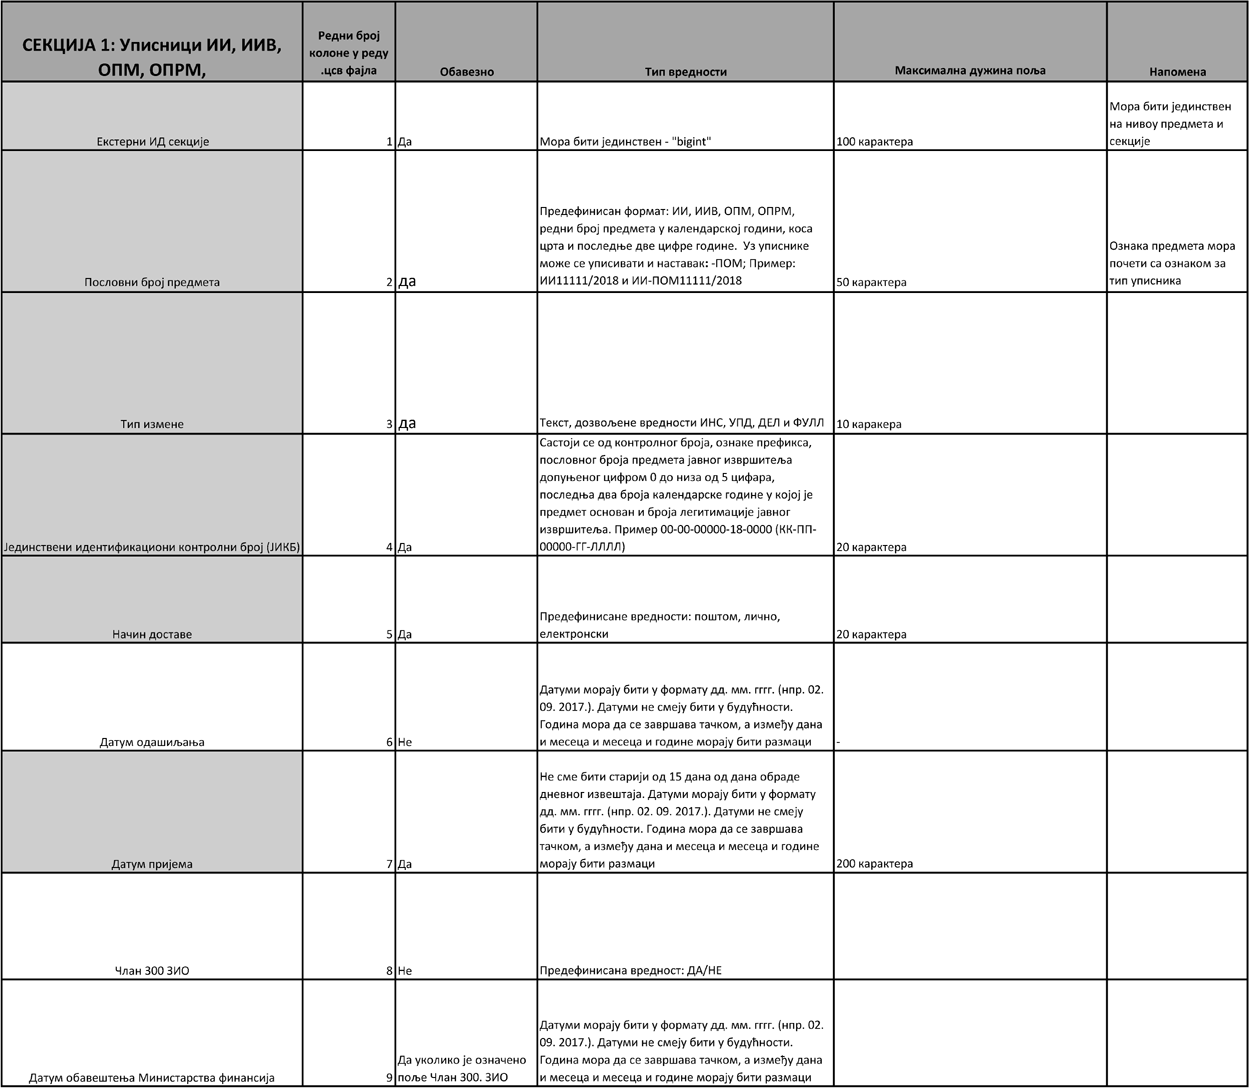 СЕКЦИЈА 1: Уписници ИИ, ИИВ,
ОПМ, ОПРМ,
Редни број
колоне у реду
.цсв фајла
Обавезно
Тип вредности
Максимална дужина поља
Напомена
Екстерни ИД секције
1
Да
Мора бити јединствен - "bigint"
100 карактера
Мора бити јединствен
на нивоу предмета и
секције
Пословни број предмета
2
да
Предефинисан формат: ИИ, ИИВ, ОПМ, ОПРМ,
редни број предмета у календарској години, коса
црта и последње две цифре године.  Уз уписнике
може се уписивати и наставак: -ПОМ; Пример:
ИИ11111/2018 и ИИ-ПОМ11111/2018
50 карактера
Ознака предмета мора
почети са ознаком за
тип уписника
Тип измене
3
да
Текст, дозвољене вредности ИНС, УПД, ДЕЛ и ФУЛЛ
10 каракера
Јединствени идентификациони контролни број (ЈИКБ)
4
Да
Састоји се од контролног броја, ознаке префикса,
пословног броја предмета јавног извршитеља
допуњеног цифром 0 до низа од 5 цифара,
последња два броја календарске године у којој је
предмет основан и броја легитимације јавног
извршитеља. Пример 00-00-00000-18-0000 (КК-ПП-
00000-ГГ-ЛЛЛЛ)
20 карактера
Начин доставе
5
Да
Предефинисане вредности: поштом, лично,
електронски
20 карактера
Датум одашиљања
6
Не
Датуми морају бити у формату дд. мм. гггг. (нпр. 02.
09. 2017.). Датуми не смеју бити у будућности.
Година мора да се завршава тачком, а између дана
и месеца и месеца и године морају бити размаци
-
Датум пријема
7
Да
Не сме бити старији од 15 дана од дана обраде
дневног извештаја. Датуми морају бити у формату
дд. мм. гггг. (нпр. 02. 09. 2017.). Датуми не смеју
бити у будућности. Година мора да се завршава
тачком, а између дана и месеца и месеца и године
морају бити размаци
200 карактера
Члан 300 ЗИО
8
Не
Предефинисана вредност: ДА/НЕ
Датум обавештења Министарства финансија
9
Да уколико је означено
поље Члан 300. ЗИО
Датуми морају бити у формату дд. мм. гггг. (нпр. 02.
09. 2017.). Датуми не смеју бити у будућности.
Година мора да се завршава тачком, а између дана
и месеца и месеца и године морају бити размаци